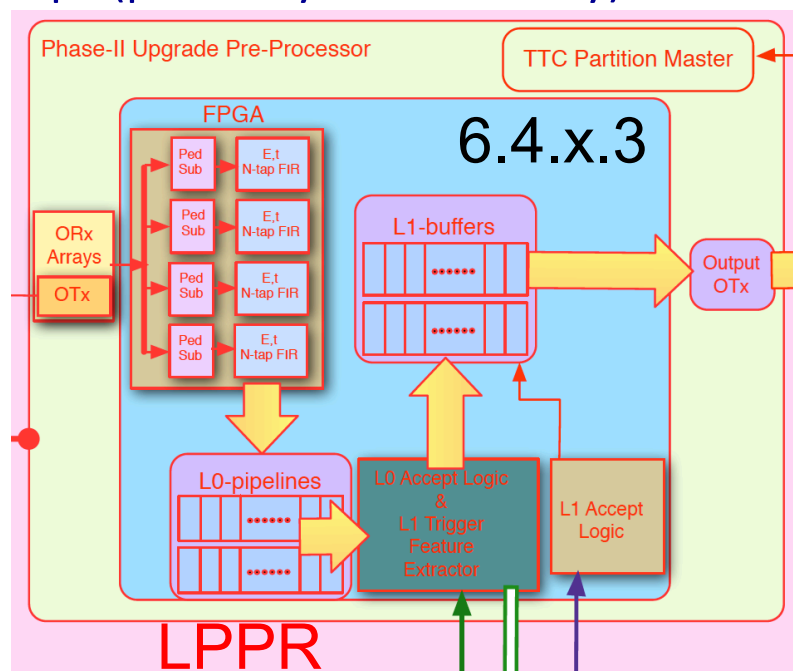 Phase-II Upgrade Pre-Processor
TTC Partition Master
FPGA
6.4.x.3
Ped
Sub
E,t
N-tap FIR
Ped
Sub
E,t
N-tap FIR
Ped
Sub
E,t
N-tap FIR
Ped
Sub
E,t
N-tap FIR
ORx
Arrays
OTx
L1-buffers
Output
OTx
L0-pipelines
L0 Accept Logic
&
L1 Trigger
Feature
Extractor
L1 Accept
Logic
LPPR